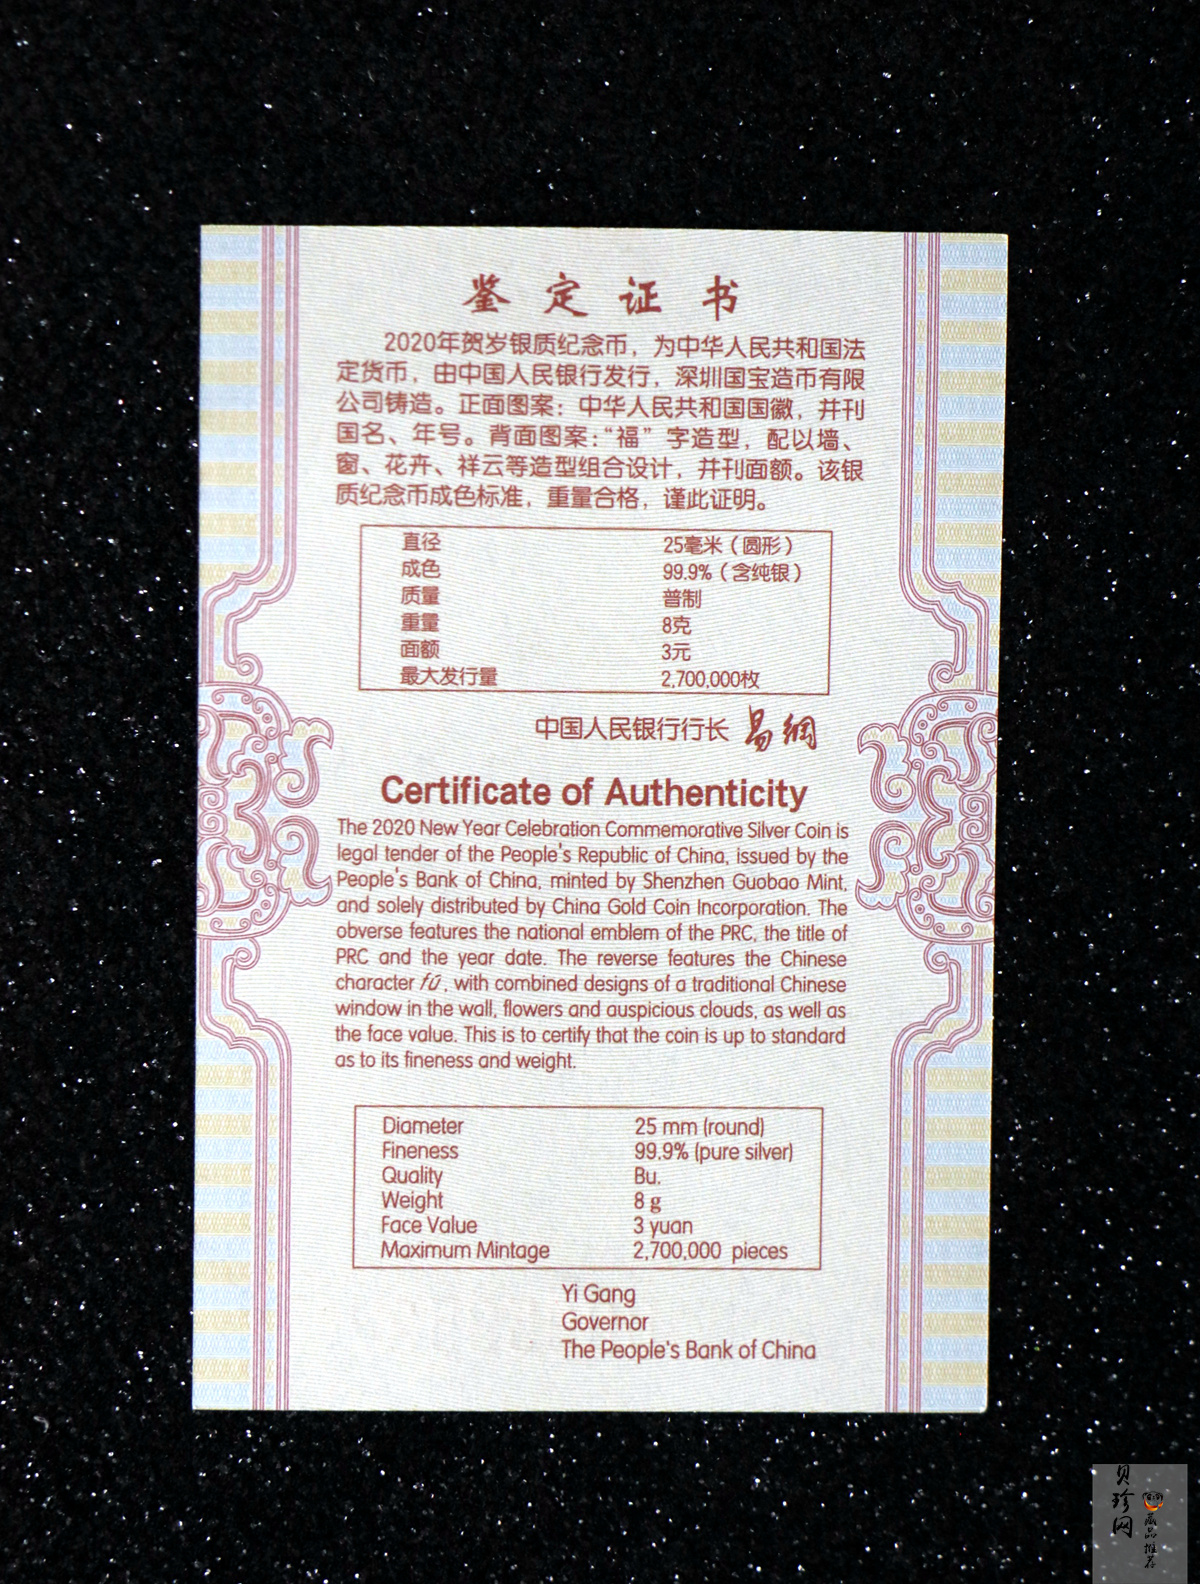 鉴定证书
2020年贺岁银质纪念币，为中华人民共和国法
定货币，由中国人民银行发行，深圳国宝造币有限
公司铸造。正面图案：中华人民共和国国徽，并刊
国名、年号。背面图案：“福”字造型，配以墙、
窗、花卉、祥云等造型组合设计，并刊面额。该银
质纪念币成色标准，重量合格，谨此证明。
直径 25毫米（圆形）
成色 99.9%（含纯银）
质量 普制
重量 8克
面额 3元
最大发行量 2,700,000枚
中国人民银行行长 易纲
Certificate of Authenticity
The 2020 New Year Celebration Commemorative Silver Coin is
legal tender of the People's Republic of China, issued by the
People's Bank of China, minted by Shenzhen Guobao Mint,
and solely distributed by China Gold Coin Incorporation. The
obverse features the national emblem of the PRC, the title of
PRC and the year date. The reverse features the Chinese
character fú, with combined designs of a traditional Chinese
window in the wall, flowers and auspicious clouds, as well as
the face value. This is to certify that the coin is up to standard
as to its fineness and weight.
Diameter 25 mm (round)
Fineness 99.9% (pure silver)
Quality Bu.
Weight 8 g
Face Value 3 yuan
Maximum Mintage 2,700,000 pieces
Yi Gang
Governor
The People's Bank of China
贝珍网
藏品推荐